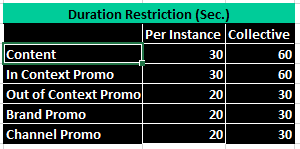 Duration Restriction (Sec.)
Per Instance Collective
Content 30 60
In Context Promo 30 60
Out of Context Promo 20 30
Brand Promo 20 30
Channel Promo 20 30